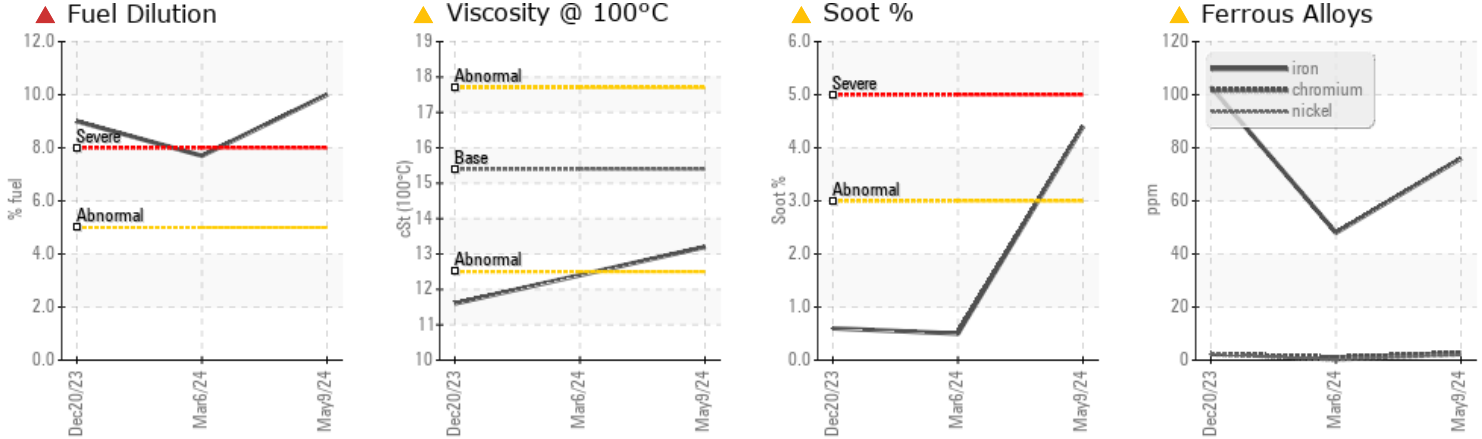 Fuel Dilution
12.0
10.0
8.0
6.0
4.0
2.0
0.0
% fuel
Severe
Abnormal
Dec20/23
Mar6/24
May9/24
Viscosity @ 100°C
19
18
17
16
15
14
13
12
11
10
cSt (100°C)
Abnormal
Base
Abnormal
Dec20/23
Mar6/24
May9/24
Soot %
6.0
5.0
4.0
3.0
2.0
1.0
0.0
Soot %
Severe
Abnormal
Dec20/23
Mar6/24
May9/24
Ferrous Alloys
120
100
80
60
40
20
0
ppm
iron
chromium
nickel
Dec20/23
Mar6/24
May9/24